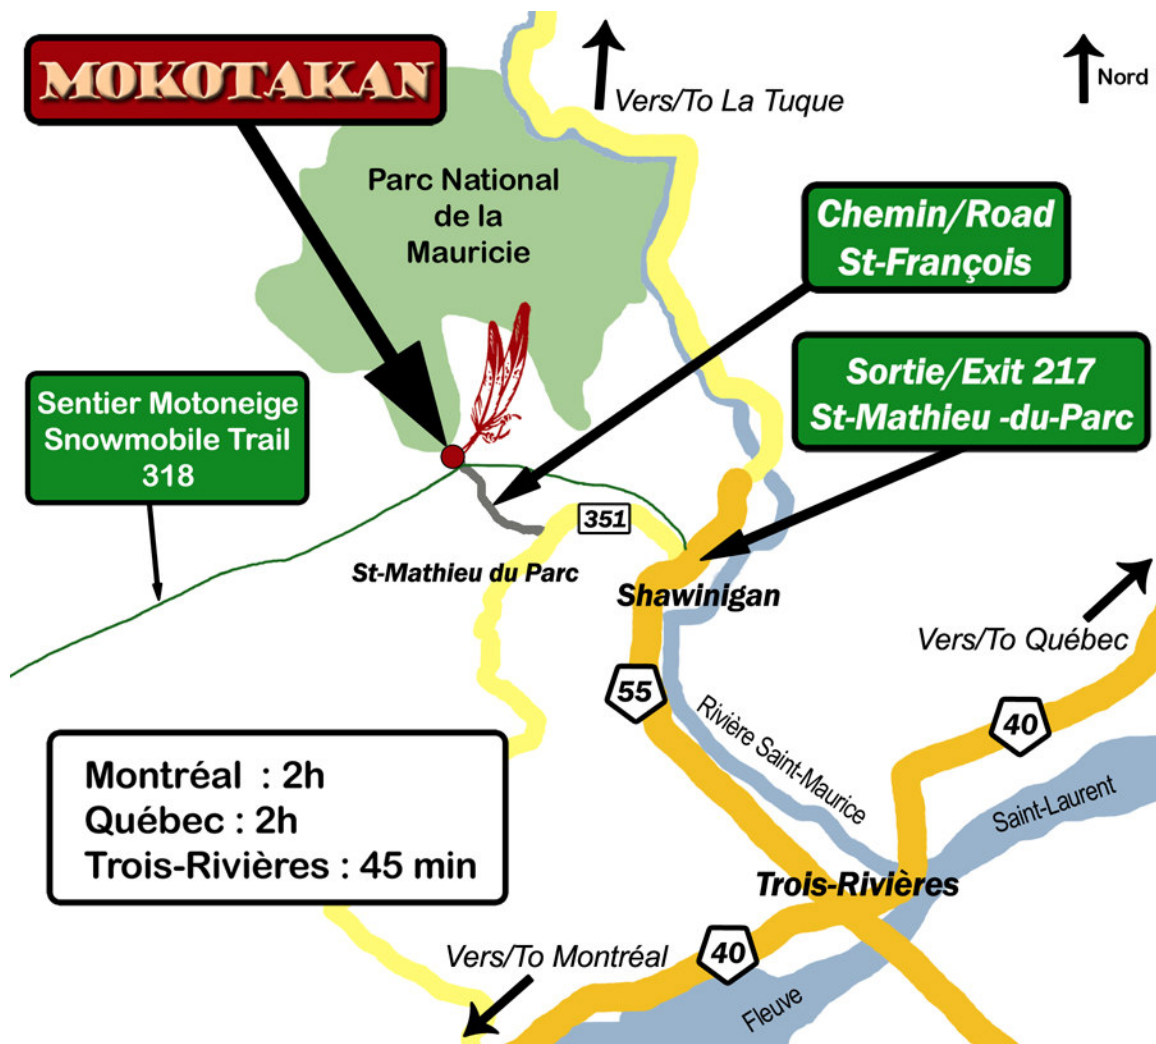 MOKOTAKAN
Vers/To La Tuque
Nord
Parc National
de la
Mauricie
Chemin/Road
St-François
Sortie/Exit 217
St-Mathieu -du-Parc
Sentier Motoneige
Snowmobile Trail
318
351
St-Mathieu du Parc
Shawinigan
Vers/To Québec
55
40
Rivière Saint-Maurice
Montréal : 2h
Québec : 2h
Trois-Rivières : 45 min
Saint-Laurent
Trois-Rivières
Vers/To Montréal
40
Fleuve